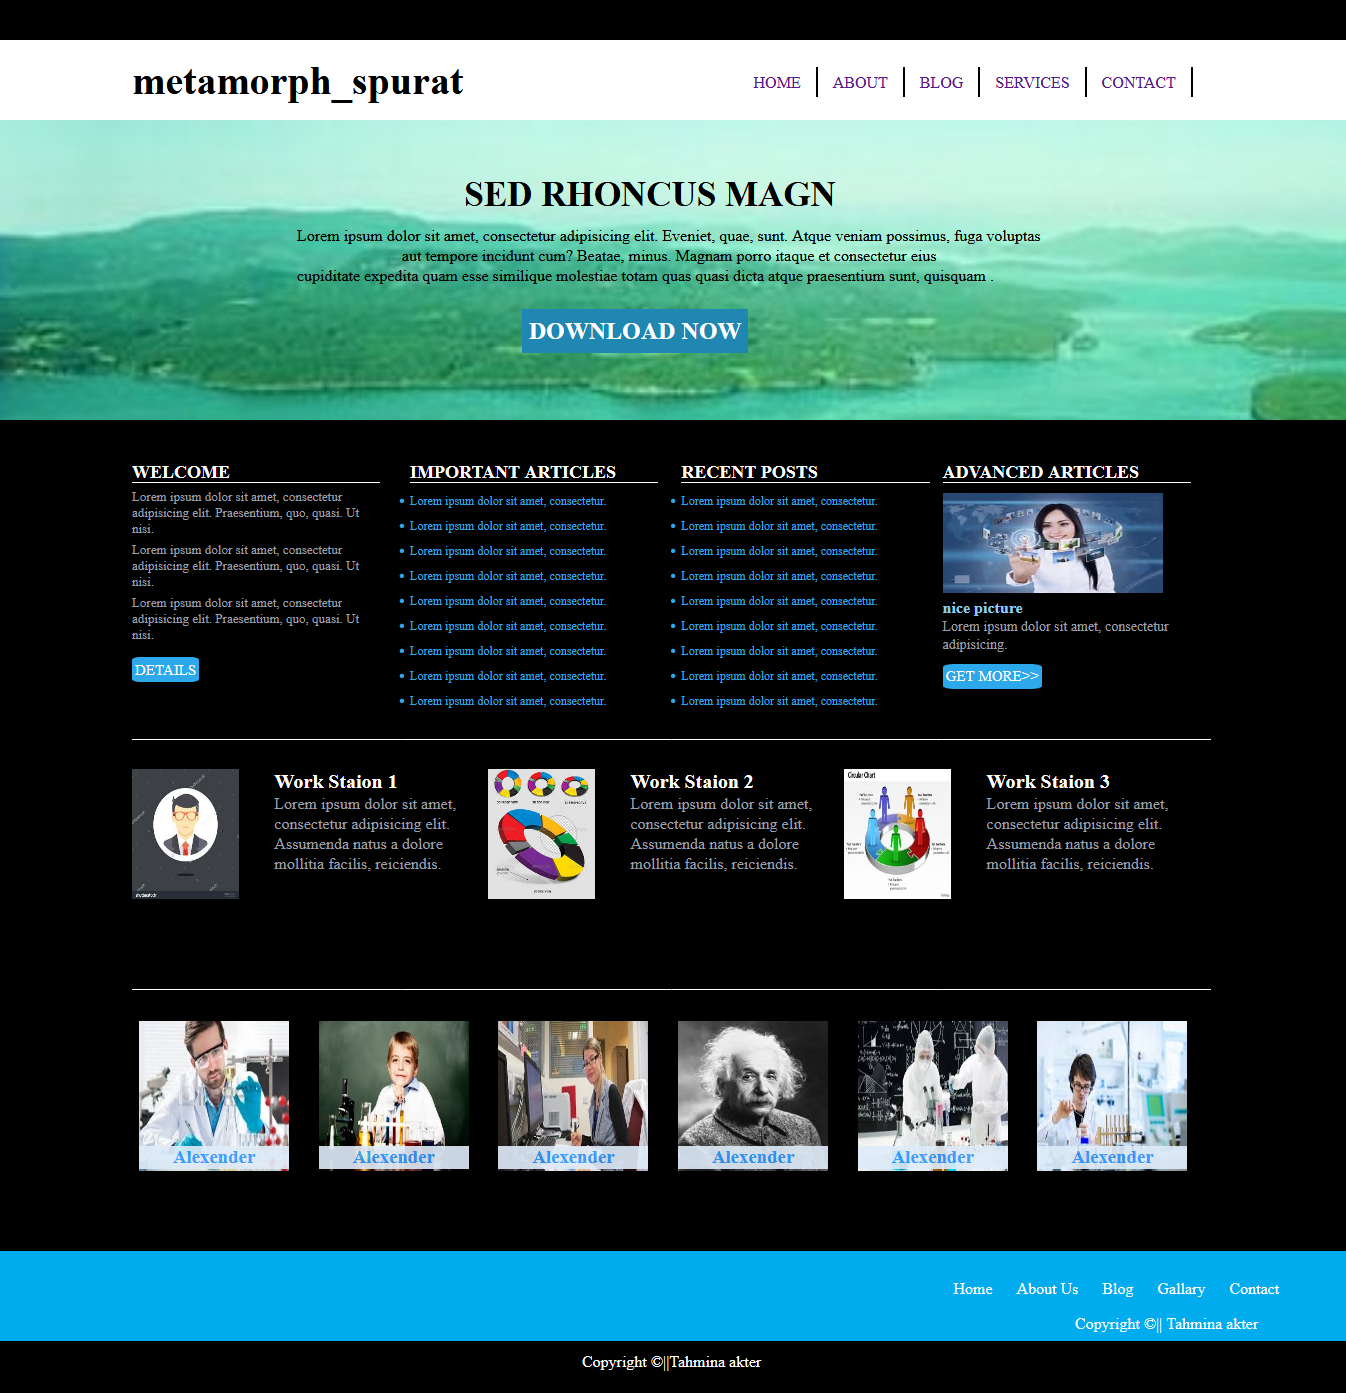 metamorph_spurat
HOME
ABOUT
BLOG
SERVICES
CONTACT
SED RHONCUS MAGN
Lorem ipsum dolor sit amet, consectetur adipisicing elit. Eveniet, quae, sunt. Atque veniam possimus, fuga voluptas
aut tempore incidunt cum? Beatae, minus. Magnam porro itaque et consectetur eius
cupiditate expedita quam esse similique molestiae totam quas quasi dicta atque praesentium sunt, quisquam .
DOWNLOAD NOW
WELCOME
Lorem ipsum dolor sit amet, consectetur
adipisicing elit. Praesentium, quo, quasi. Ut
nisi.
Lorem ipsum dolor sit amet, consectetur
adipisicing elit. Praesentium, quo, quasi. Ut
nisi.
Lorem ipsum dolor sit amet, consectetur
adipisicing elit. Praesentium, quo, quasi. Ut
nisi.
DETAILS
IMPORTANT ARTICLES
Lorem ipsum dolor sit amet, consectetur.
Lorem ipsum dolor sit amet, consectetur.
Lorem ipsum dolor sit amet, consectetur.
Lorem ipsum dolor sit amet, consectetur.
Lorem ipsum dolor sit amet, consectetur.
Lorem ipsum dolor sit amet, consectetur.
Lorem ipsum dolor sit amet, consectetur.
Lorem ipsum dolor sit amet, consectetur.
Lorem ipsum dolor sit amet, consectetur.
RECENT POSTS
Lorem ipsum dolor sit amet, consectetur.
Lorem ipsum dolor sit amet, consectetur.
Lorem ipsum dolor sit amet, consectetur.
Lorem ipsum dolor sit amet, consectetur.
Lorem ipsum dolor sit amet, consectetur.
Lorem ipsum dolor sit amet, consectetur.
Lorem ipsum dolor sit amet, consectetur.
Lorem ipsum dolor sit amet, consectetur.
Lorem ipsum dolor sit amet, consectetur.
ADVANCED ARTICLES
nice picture
Lorem ipsum dolor sit amet, consectetur
adipisicing.
GET MORE>>
Work Staion 1
Lorem ipsum dolor sit amet,
consectetur adipisicing elit.
Assumenda natus a dolore
mollitia facilis, reiciendis.
Work Staion 2
Lorem ipsum dolor sit amet,
consectetur adipisicing elit.
Assumenda natus a dolore
mollitia facilis, reiciendis.
Circular Chart
Work Staion 3
Lorem ipsum dolor sit amet,
consectetur adipisicing elit.
Assumenda natus a dolore
mollitia facilis, reiciendis.
Alexender
Alexender
Alexender
Alexender
Alexender
Alexender
Home
About Us
Blog
Gallary
Contact
Copyright ©|| Tahmina akter
Copyright ©||Tahmina akter